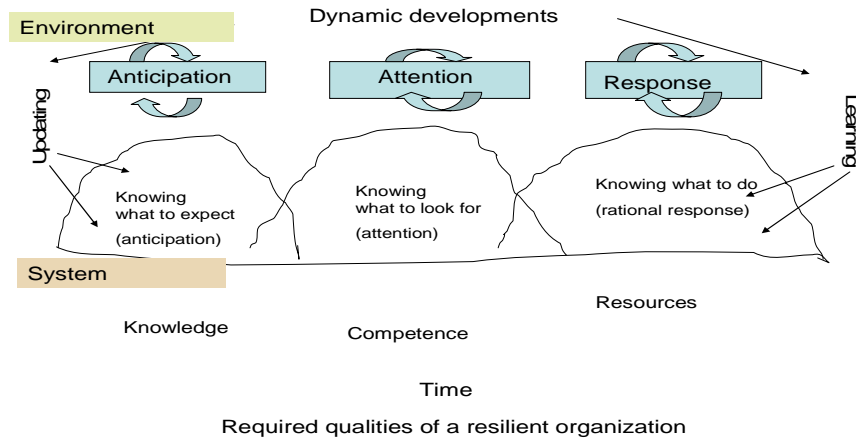 Dynamic developments
Environment
Anticipation
Attention
Response
Updating
Learning
Knowing
what to expect
(anticipation)
Knowing
what to look for
(attention)
Knowing what to do
(rational response)
System
Knowledge
Competence
Resources
Time
Required qualities of a resilient organization